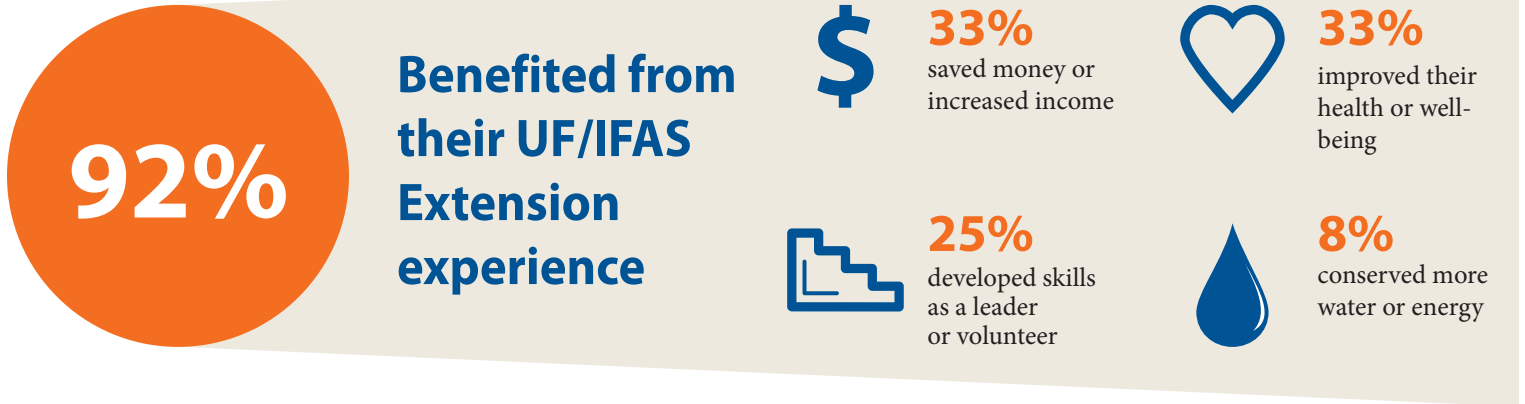 92%
Benefited from
their UF/IFAS
Extension
experience
33%
saved money or
increased income
33%
improved their
health or well-
being
25%
developed skills
as a leader
or volunteer
8%
conserved more
water or energy